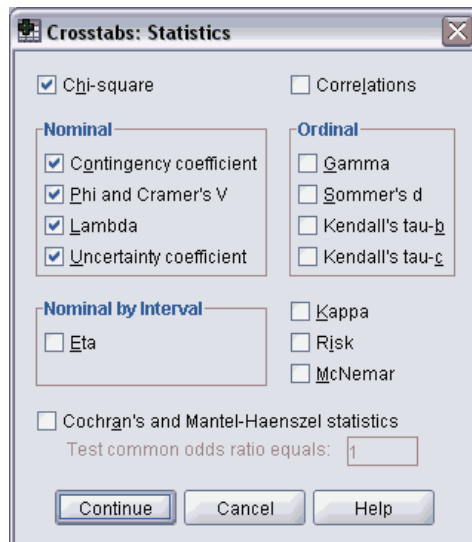 Crosstabs: Statistics
Chi-square
Correlations
Nominal
Contingency coefficient
Phi and Cramer's V
Lambda
Uncertainty coefficient
Ordinal
Gamma
Sommer's d
Kendall's tau-b
Kendall's tau-c
Nominal by Interval
Eta
Kappa
Risk
McNemar
Cochran's and Mantel-Haenszel statistics
Test common odds ratio equals: 1
Continue
Cancel
Help